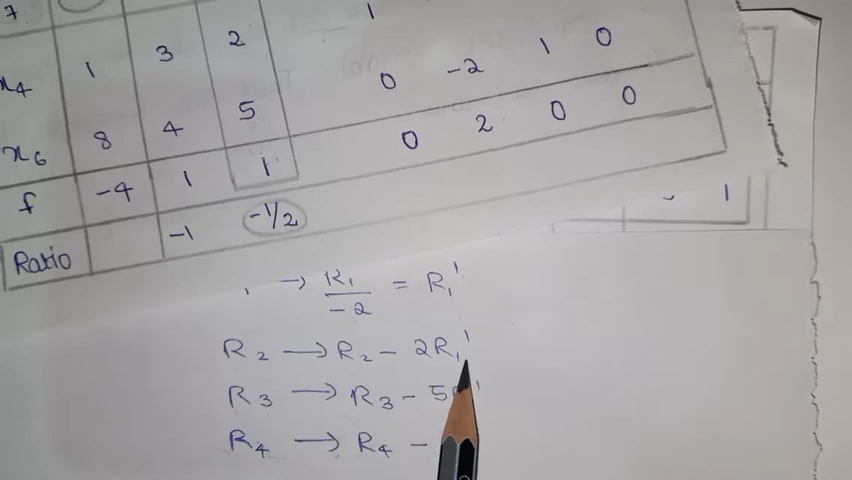 7 1
x4 1 3 2 0 -2 1 0
x6 8 4 5 0 2 0 0
f -4 1 1
Ratio -1 -1/2
1
→ R1/-2 = R1'
R2 → R2 - 2R1'
R3 → R3 - 5
R4 → R4 -